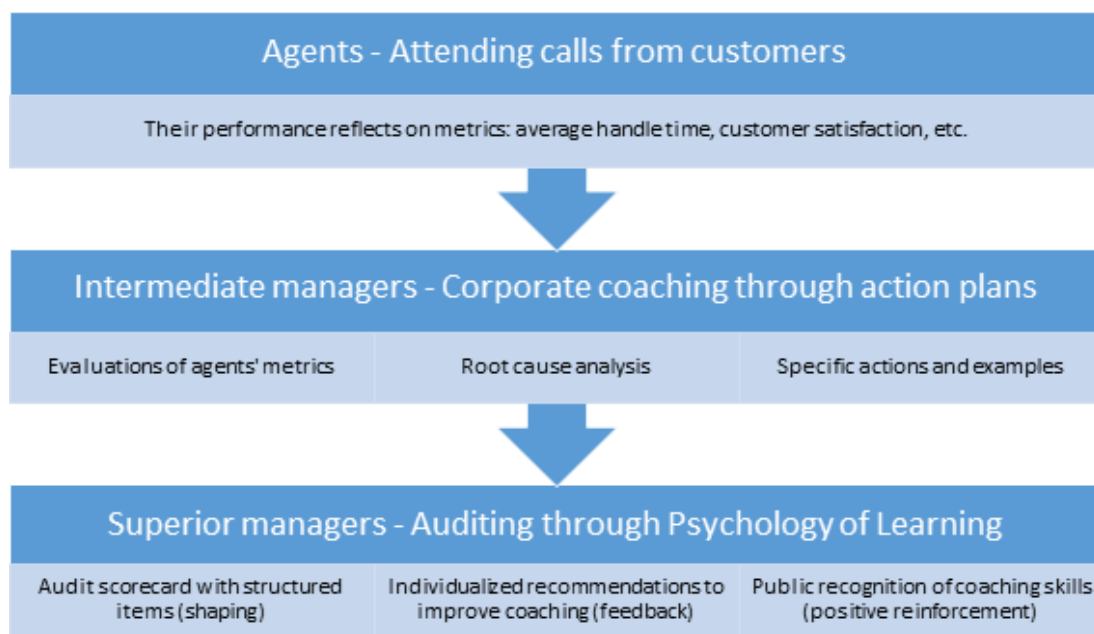 Agents - Attending calls from customers
Their performance reflects on metrics: average handle time, customer satisfaction, etc.
Intermediate managers - Corporate coaching through action plans
Evaluations of agents' metrics
Root cause analysis
Specific actions and examples
Superior managers - Auditing through Psychology of Learning
Audit scorecard with structured
items (shaping)
Individualized recommendations to
improve coaching (feedback)
Public recognition of coaching skills
(positive reinforcement)